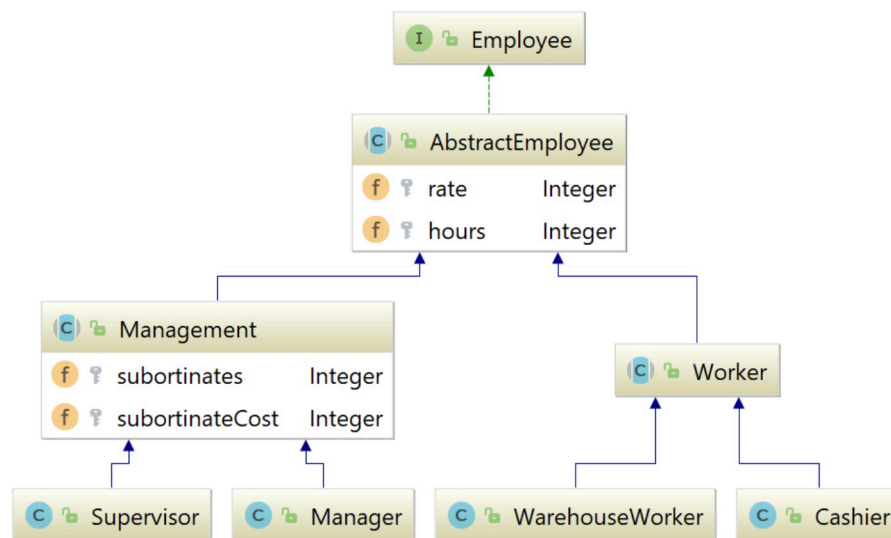 I Employee
C AbstractEmployee
f rate Integer
f hours Integer
C Management
f subortinates Integer
f subortinateCost Integer
C Worker
C Supervisor
C Manager
C WarehouseWorker
C Cashier